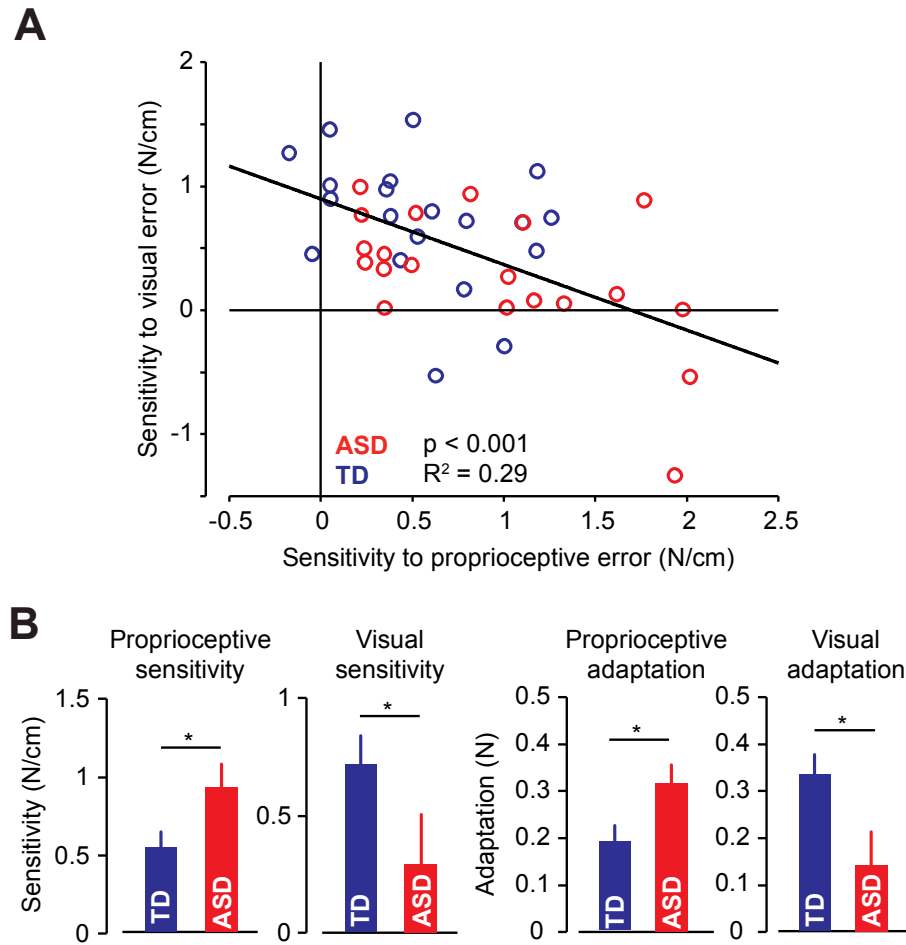 A
Sensitivity to visual error (N/cm)
2
1
0
-1
ASD p < 0.001
TD R² = 0.29
-0.5 0 0.5 1 1.5 2 2.5
Sensitivity to proprioceptive error (N/cm)
B
Proprioceptive sensitivity
Sensitivity (N/cm)
1.5
1
0.5
0
*
TD ASD
Visual sensitivity
1
0.5
0
*
TD ASD
Proprioceptive adaptation
Adaptation (N)
0.5
0.4
0.3
0.2
0.1
0
*
TD ASD
Visual adaptation
0.5
0.4
0.3
0.2
0.1
0
*
TD ASD